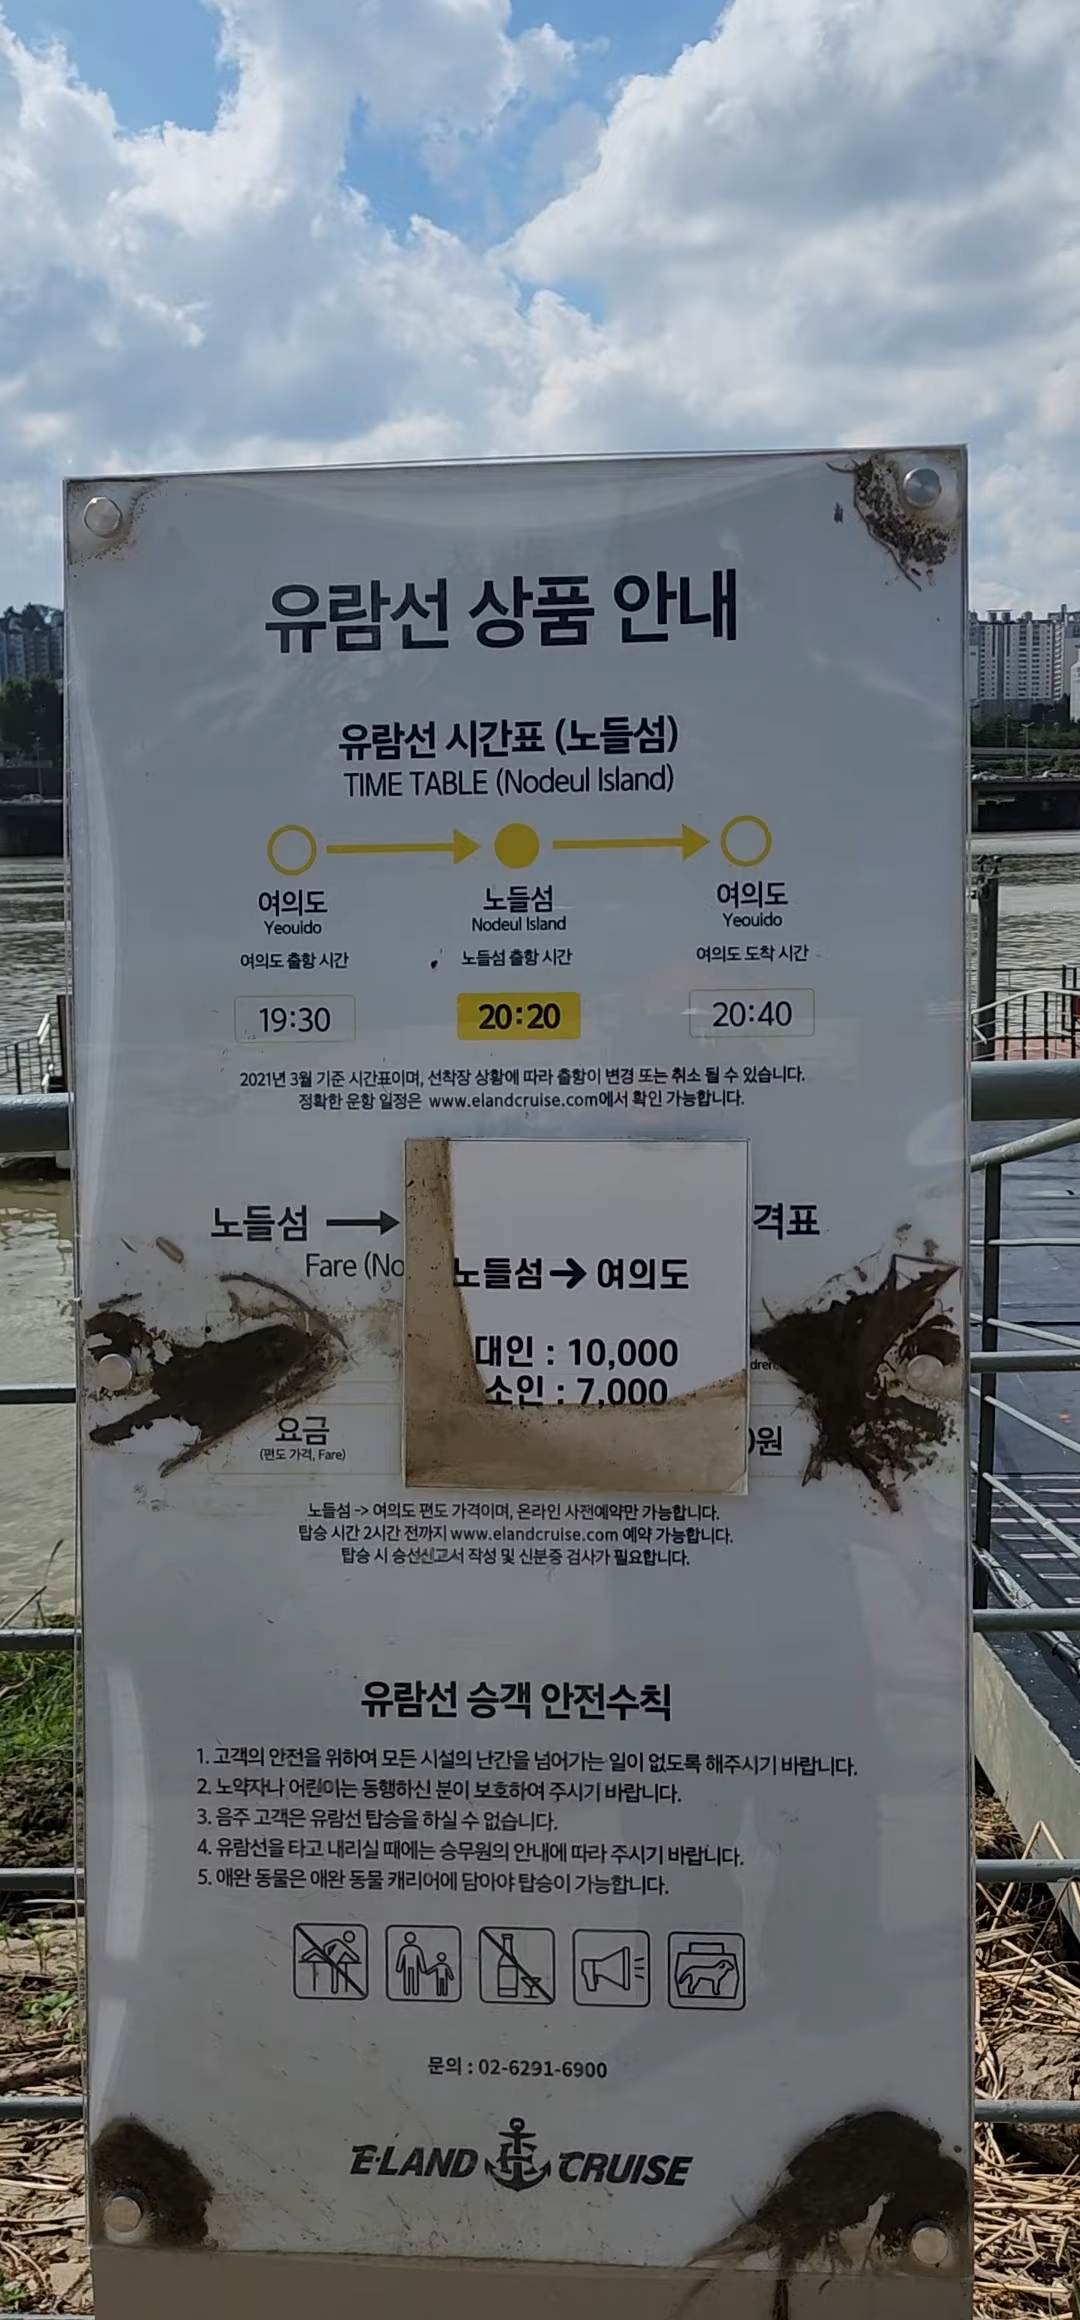 유람선 상품 안내
유람선 시간표 (노들섬)
TIME TABLE (Nodeul Island)
여의도 노들섬 여의도
Yeouido Nodeul Island Yeouido
여의도 출항 시간 노들섬 출항 시간 여의도 도착 시간
19:30 20:20 20:40
2021년 3월 기준 시간표이며, 선착장 상황에 따라 출항이 변경 또는 취소 될 수 있습니다.
정확한 운항 일정은 www.elandcruise.com에서 확인 가능합니다.
노들섬 → 격표
Fare (No
노들섬→ 여의도
대인 : 10,000
소인 : 7,000
요금 원
(편도 가격, Fare)
노들섬 -> 여의도 편도 가격이며, 온라인 사전예약만 가능합니다.
탑승 시간 2시간 전까지 www.elandcruise.com 예약 가능합니다.
탑승 시 승선신고서 작성 및 신분증 검사가 필요합니다.
유람선 승객 안전수칙
1. 고객의 안전을 위하여 모든 시설의 난간을 넘어가는 일이 없도록 해주시기 바랍니다.
2. 노약자나 어린이는 동행하신 분이 보호하여 주시기 바랍니다.
3. 음주 고객은 유람선 탑승을 하실 수 없습니다.
4. 유람선을 타고 내리실 때에는 승무원의 안내에 따라 주시기 바랍니다.
5. 애완 동물은 애완 동물 캐리어에 담아야 탑승이 가능합니다.
문의 : 02-6291-6900
E·LAND CRUISE